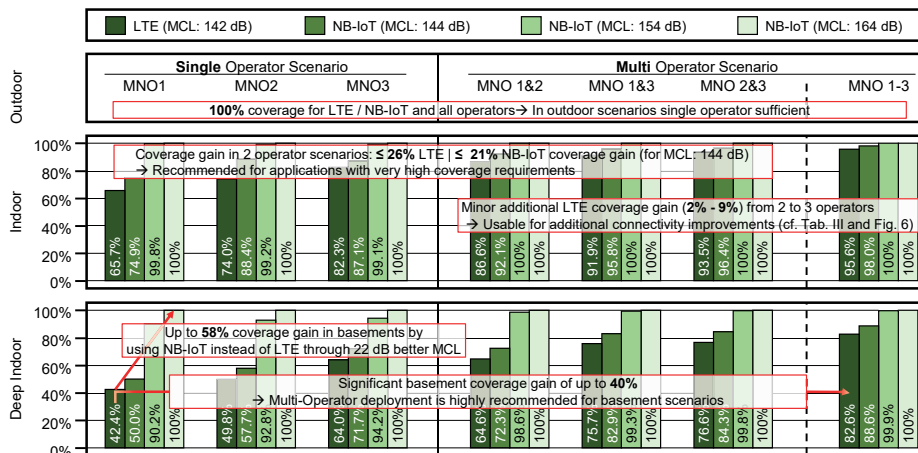 LTE (MCL: 142 dB) NB-IoT (MCL: 144 dB) NB-IoT (MCL: 154 dB) NB-IoT (MCL: 164 dB)
Single Operator Scenario Multi Operator Scenario
MNO1 MNO2 MNO3 MNO 1&2 MNO 1&3 MNO 2&3 MNO 1-3
Outdoor
100% coverage for LTE / NB-IoT and all operators→ In outdoor scenarios single operator sufficient
Indoor
100%
80%
60%
40%
20%
0%
Coverage gain in 2 operator scenarios: ≤ 26% LTE | ≤ 21% NB-IoT coverage gain (for MCL: 144 dB)
→ Recommended for applications with very high coverage requirements
Minor additional LTE coverage gain (2% - 9%) from 2 to 3 operators
→ Usable for additional connectivity improvements (cf. Tab. III and Fig. 6)
65.7% 74.9% 99.8% 100% 74.0% 88.4% 99.2% 100% 82.3% 87.1% 99.1% 100% 86.6% 92.1% 100% 100% 91.9% 95.8% 100% 100% 93.5% 96.4% 100% 100% 95.6% 98.0% 100% 100%
Deep Indoor
100%
80%
60%
40%
20%
0%
Up to 58% coverage gain in basements by
using NB-IoT instead of LTE through 22 dB better MCL
Significant basement coverage gain of up to 40%
→ Multi-Operator deployment is highly recommended for basement scenarios
42.4% 50.0% 90.2% 100% 49.8% 57.7% 92.8% 100% 64.0% 71.7% 94.2% 100% 64.6% 72.3% 98.6% 100% 75.7% 82.9% 99.3% 100% 76.6% 84.3% 99.8% 100% 82.6% 88.6% 99.9% 100%